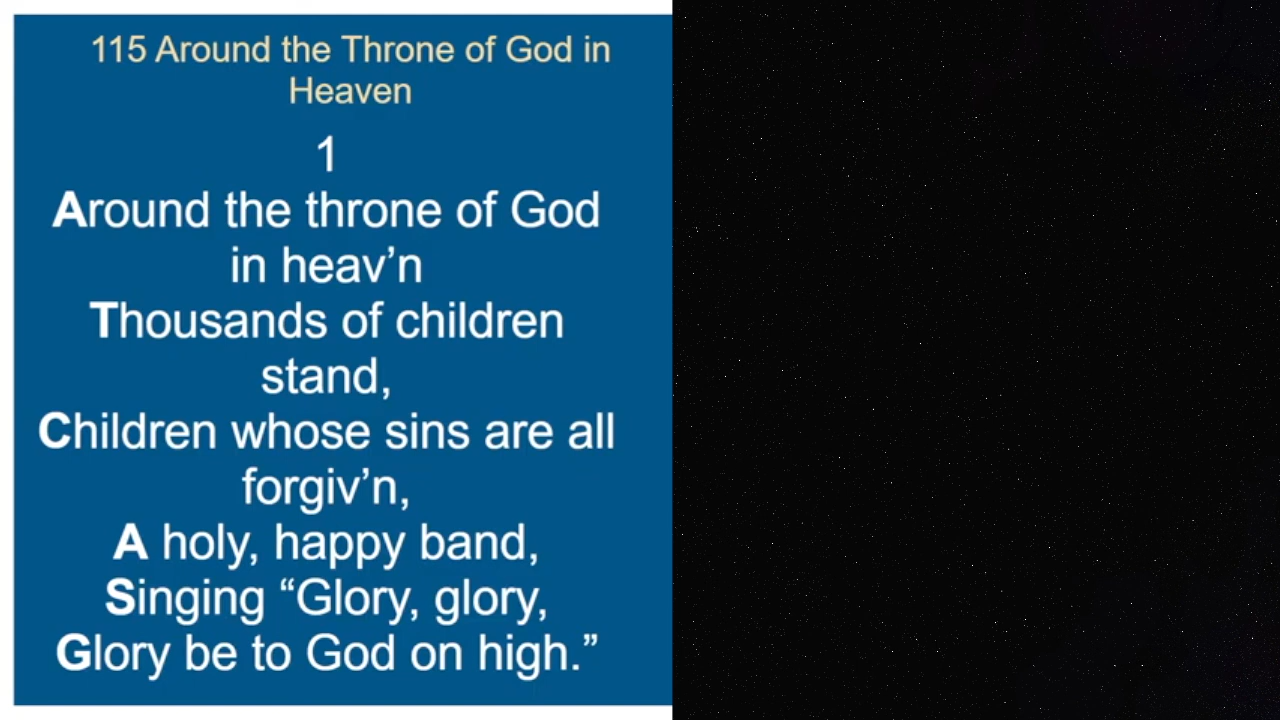 115 Around the Throne of God in
Heaven
1
Around the throne of God
in heav’n
Thousands of children
stand,
Children whose sins are all
forgiv’n,
A holy, happy band,
Singing “Glory, glory,
Glory be to God on high.”